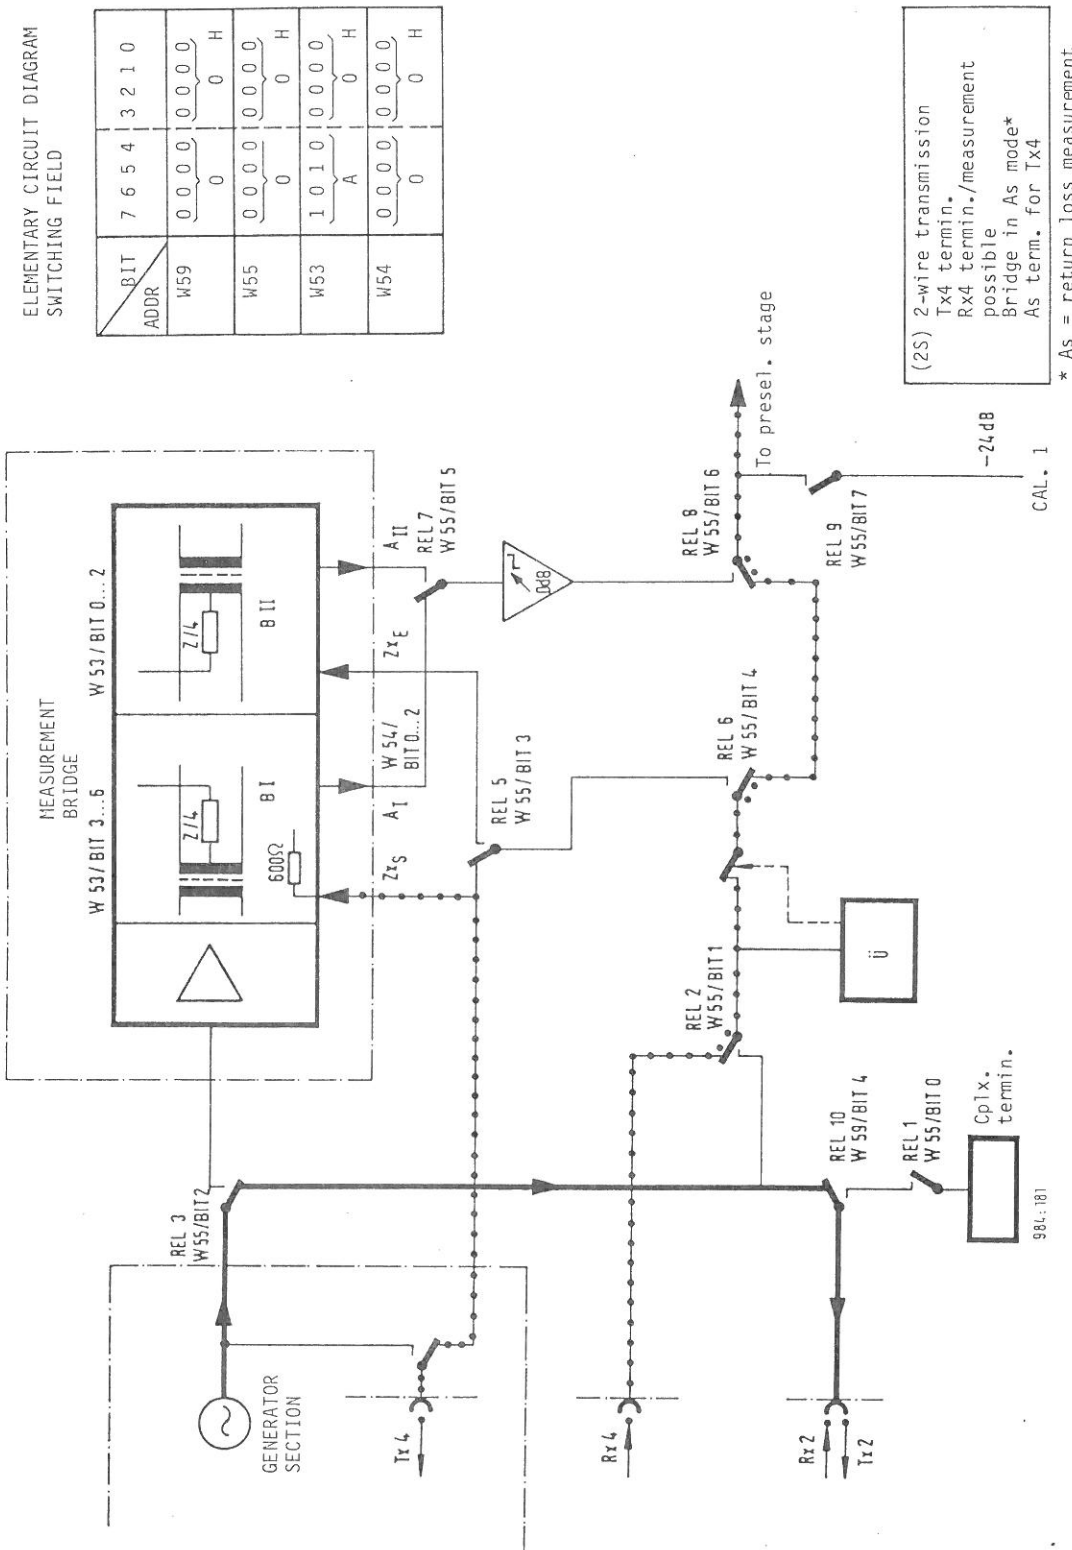 ELEMENTARY CIRCUIT DIAGRAM
SWITCHING FIELD
BIT 7 6 5 4 3 2 1 0
ADDR
W59 0 0 0 0 0 0 0 0
0 0 H
W55 0 0 0 0 0 0 0 0
0 0 H
W53 1 0 1 0 0 0 0 0
A 0 H
W54 0 0 0 0 0 0 0 0
0 0 H
MEASUREMENT
BRIDGE
W 53/BIT 3...6
W 53/BIT 0...2
Z/4
B I
600Ω
Z/4
B II
ZxS
AI
W 54/
BIT 0...2
ZxE
AII
REL 7
W 55/BIT 5
0dB
REL 3
W 55/BIT2
GENERATOR
SECTION
REL 5
W 55/BIT 3
Tx 4
Rx 4
REL 2
W 55/BIT1
REL 6
W 55/BIT 4
REL 8
W 55/BIT 6
To presel. stage
Ü
REL 9
W 55/BIT7
-24dB
CAL. 1
REL 10
W 59/BIT 4
REL 1
W 55/BIT 0
Cplx.
termin.
Rx 2
Tx 2
984:181
(2S) 2-wire transmission
Tx4 termin.
Rx4 termin./measurement
possible
Bridge in As mode*
As term. for Tx4
* As = return loss measurement